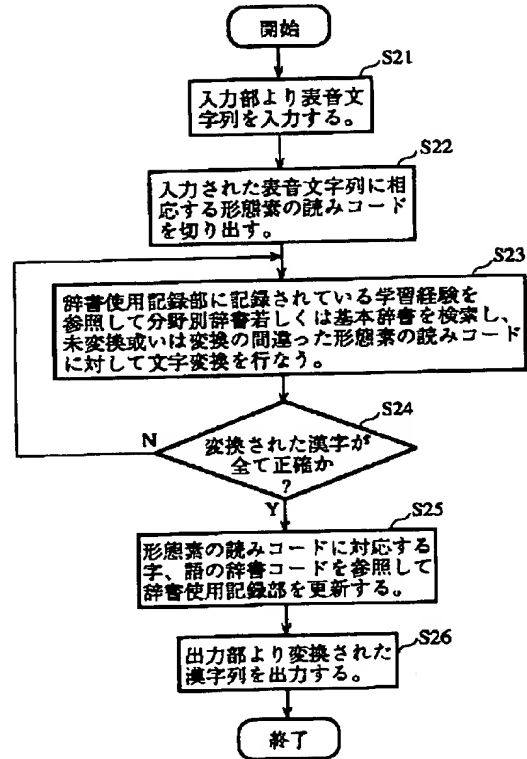 開始
S21
入力部より表音文
字列を入力する。
S22
入力された表音文字列に相
応する形態素の読みコード
を切り出す。
S23
辞書使用記録部に記録されている学習経験を
参照して分野別辞書若しくは基本辞書を検索し、
未変換或いは変換の間違った形態素の読みコード
に対して文字変換を行なう。
S24
N
変換された漢字が
全て正確か
?
Y
S25
形態素の読みコードに対応する
字、語の辞書コードを参照して
辞書使用記録部を更新する。
S26
出力部より変換された
漢字列を出力する。
終了